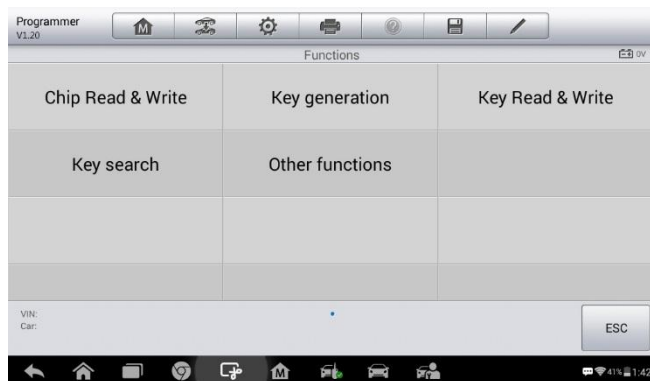 Programmer
V1.20
M
Functions
0V
Chip Read & Write
Key generation
Key Read & Write
Key search
Other functions
VIN:
Car:
ESC
M
41% 1:42